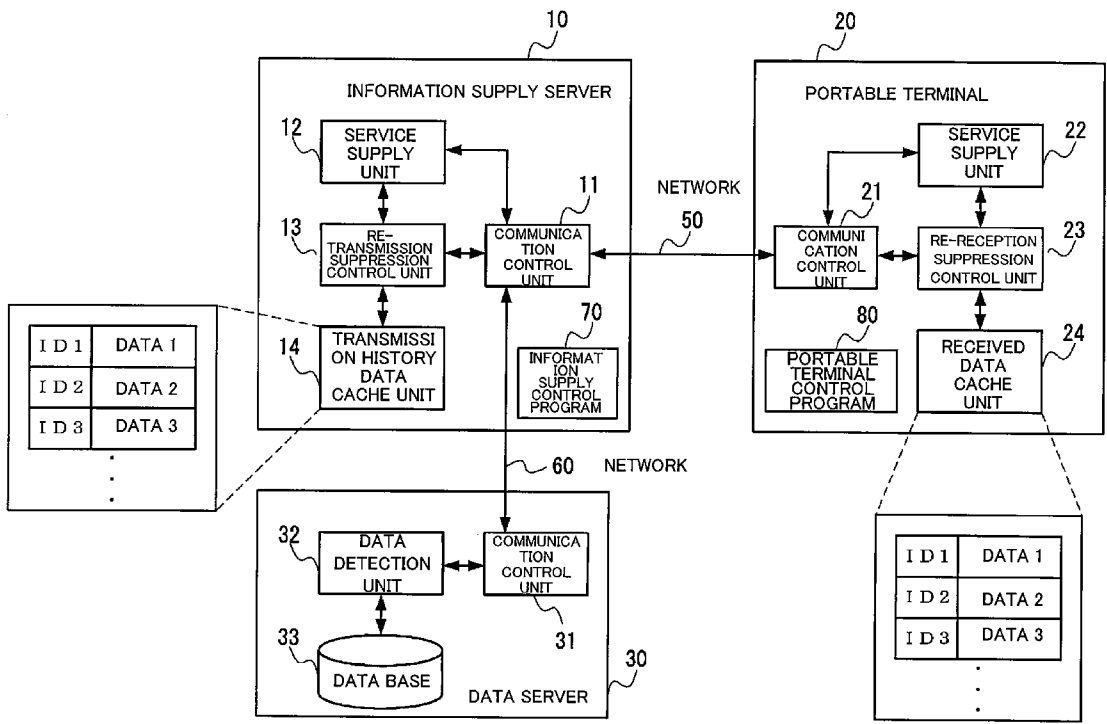 10
INFORMATION SUPPLY SERVER
12
SERVICE
SUPPLY
UNIT
11
13
RE-
TRANSMISSION
SUPPRESSION
CONTROL UNIT
COMMUNICA
TION
CONTROL
UNIT
14
TRANSMISSI
ON HISTORY
DATA
CACHE UNIT
70
INFORMAT
ION
SUPPLY
CONTROL
PROGRAM
ID1 DATA 1
ID2 DATA 2
ID3 DATA 3
NETWORK
50
20
PORTABLE TERMINAL
SERVICE
SUPPLY
UNIT
22
21
COMMUNI
CATION
CONTROL
UNIT
23
RE-RECEPTION
SUPPRESSION
CONTROL UNIT
80
PORTABLE
TERMINAL
CONTROL
PROGRAM
RECEIVED
DATA
CACHE
UNIT
24
60 NETWORK
32
DATA
DETECTION
UNIT
COMMUNICA
TION
CONTROL
UNIT
31
33
DATA BASE
DATA SERVER
30
ID1 DATA 1
ID2 DATA 2
ID3 DATA 3